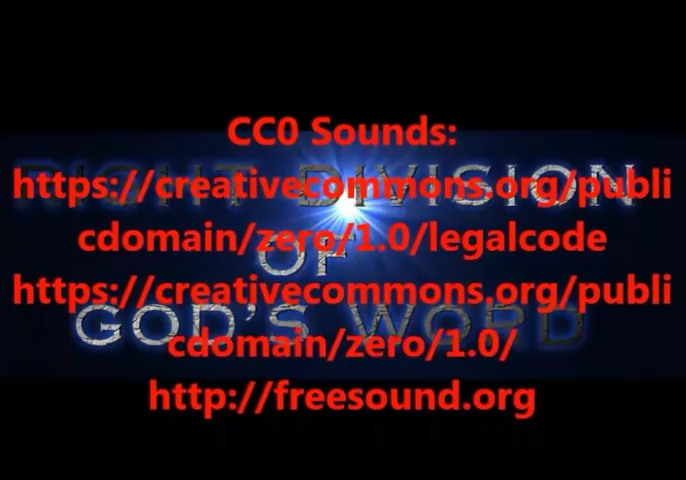 CC0 Sounds:
RIGHT DIVISION
https://creativecommons.org/publi
cdomain/zero/1.0/legalcode
OF
https://creativecommons.org/publi
GOD'S WORD
cdomain/zero/1.0/
http://freesound.org